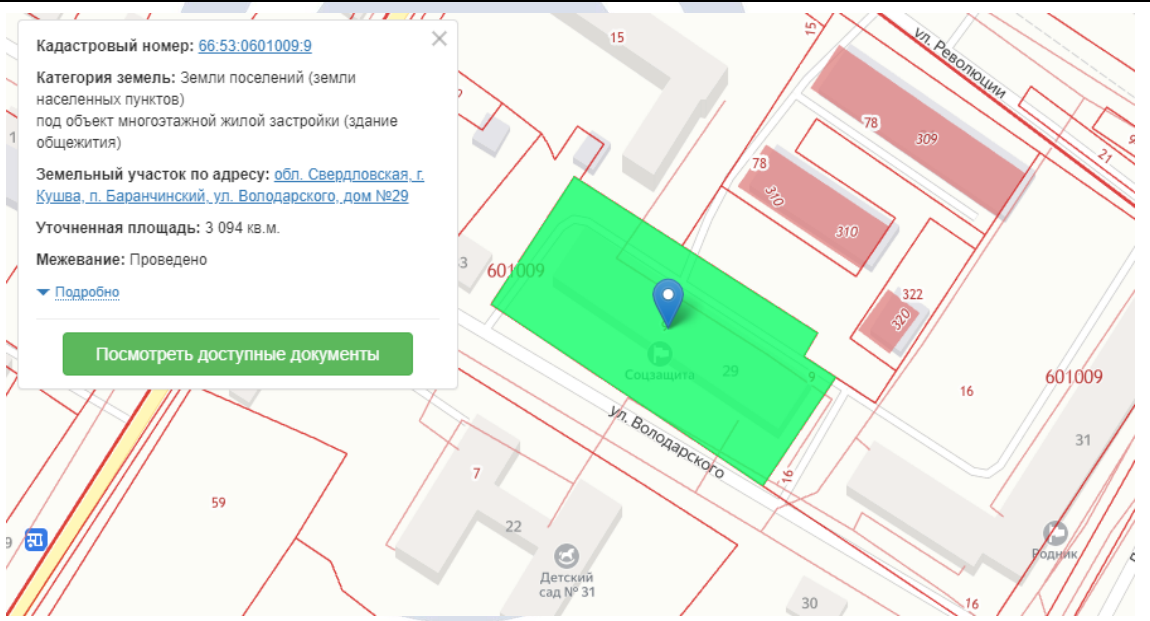 Кадастровый номер: 66:53:0601009:9
Категория земель: Земли поселений (земли
населенных пунктов)
под объект многоэтажной жилой застройки (здание
общежития)
Земельный участок по адресу: обл. Свердловская, г.
Кушва, п. Баранчинский, ул. Володарского, дом №29
Уточненная площадь: 3 094 кв.м.
Межевание: Проведено
Подробно
Посмотреть доступные документы
15
15
ул. Революции
78
309
21
78
310
310
3
601009
322
320
Соцзащита
29
9
16
601009
31
ул. Володарского
16
7
59
22
Детский
сад № 31
Родник
30
16
9
1